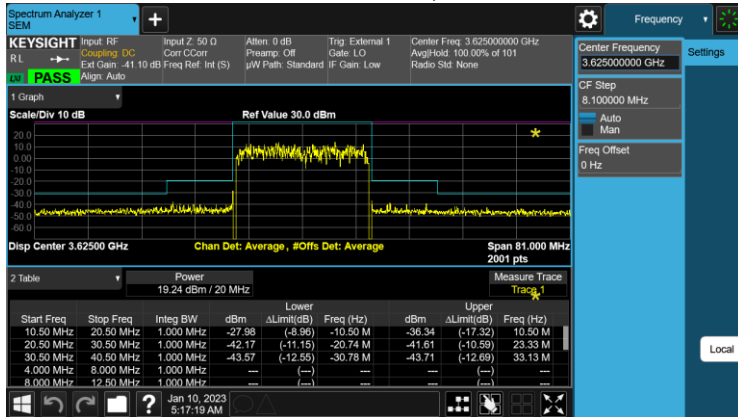 Spectrum Analyzer 1
SEM
Frequency
KEYSIGHT
Input: RF
Input Z: 50 Ω
Atten: 0 dB
Trig: External 1
Center Freq: 3.625000000 GHz
R L
Coupling: DC
Corr CCorr
Preamp: Off
Gate: LO
Avg|Hold: 100.00% of 101
Ext Gain: -41.10 dB
Freq Ref: Int (S)
µW Path: Standard
IF Gain: Low
Radio Std: None
PASS
Align: Auto
Center Frequency
3.625000000 GHz
Settings
CF Step
8.100000 MHz
Auto
Man
Freq Offset
0 Hz
1 Graph
Scale/Div 10 dB
Ref Value 30.0 dBm
20.0
10.0
0.00
-10.0
-20.0
-30.0
-40.0
-50.0
-60.0
Disp Center 3.62500 GHz
Chan Det: Average, #Offs Det: Average
Span 81.000 MHz
2001 pts
2 Table
Power
Measure Trace
19.24 dBm / 20 MHz
Trace 1
Lower Upper
Start Freq Stop Freq Integ BW dBm ΔLimit(dB) Freq (Hz) dBm ΔLimit(dB) Freq (Hz)
10.50 MHz 20.50 MHz 1.000 MHz -27.98 (-8.96) -10.50 M -36.34 (-17.32) 10.50 M
20.50 MHz 30.50 MHz 1.000 MHz -42.17 (-11.15) -20.74 M -41.61 (-10.59) 23.33 M
30.50 MHz 40.50 MHz 1.000 MHz -43.57 (-12.55) -30.78 M -43.71 (-12.69) 33.13 M
4.000 MHz 8.000 MHz 1.000 MHz --- (---) --- (---)
8.000 MHz 12.50 MHz 1.000 MHz --- (---) --- (---)
Local
? Jan 10, 2023
5:17:19 AM